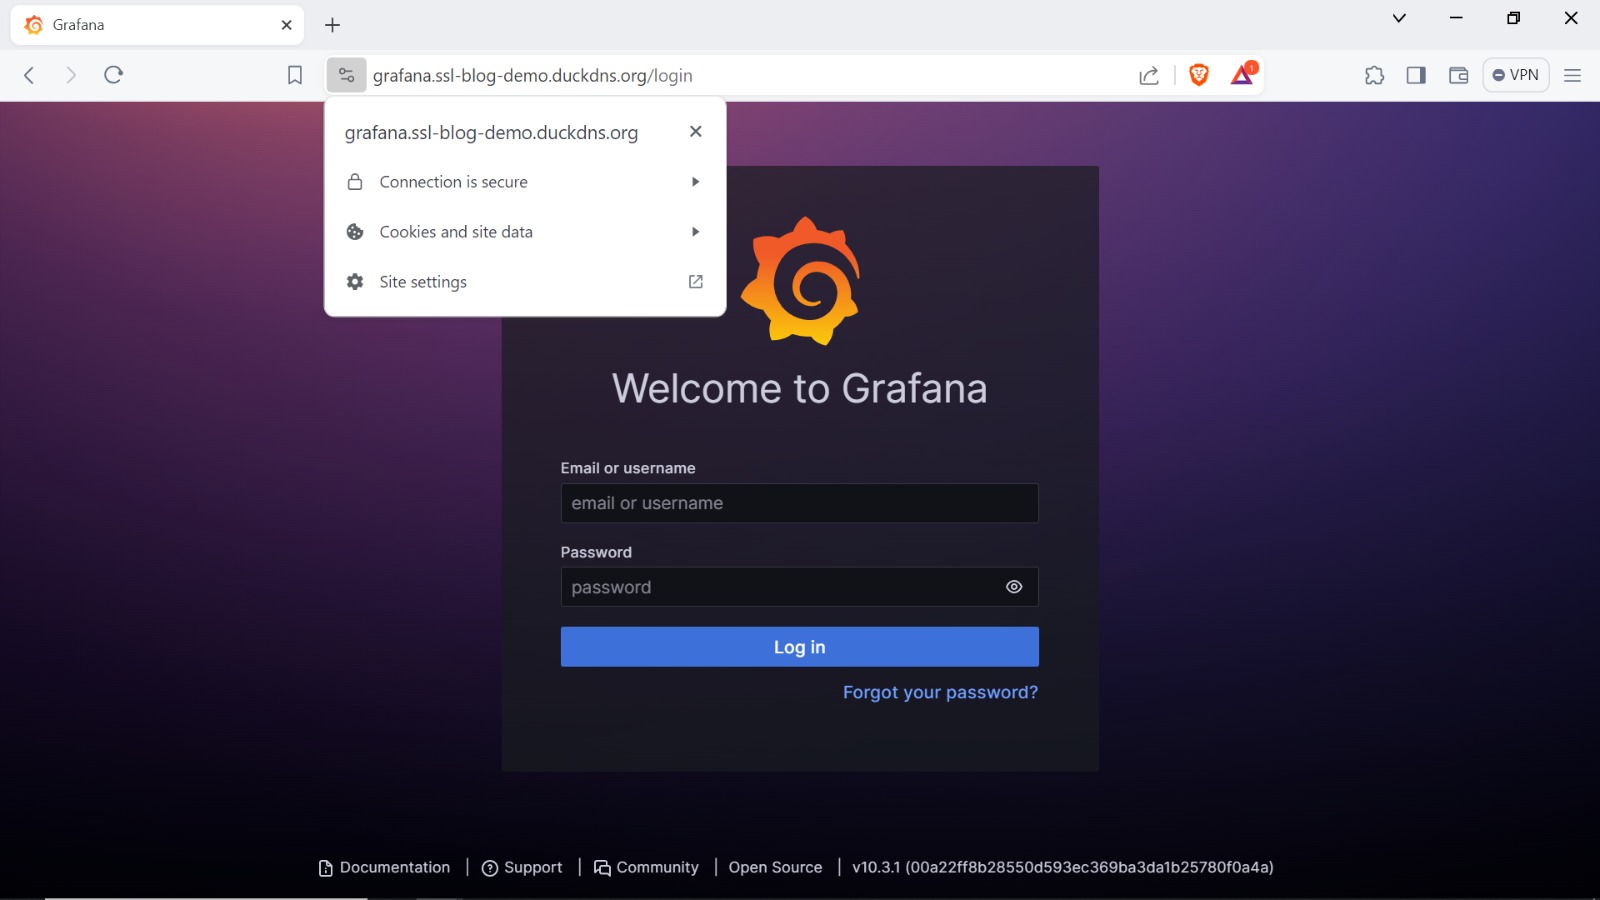 Grafana
grafana.ssl-blog-demo.duckdns.org/login
1
VPN
grafana.ssl-blog-demo.duckdns.org
Connection is secure
Cookies and site data
Site settings
Welcome to Grafana
Email or username
email or username
Password
password
Log in
Forgot your password?
Documentation | Support | Community | Open Source | v10.3.1 (00a22ff8b28550d593ec369ba3da1b25780f0a4a)